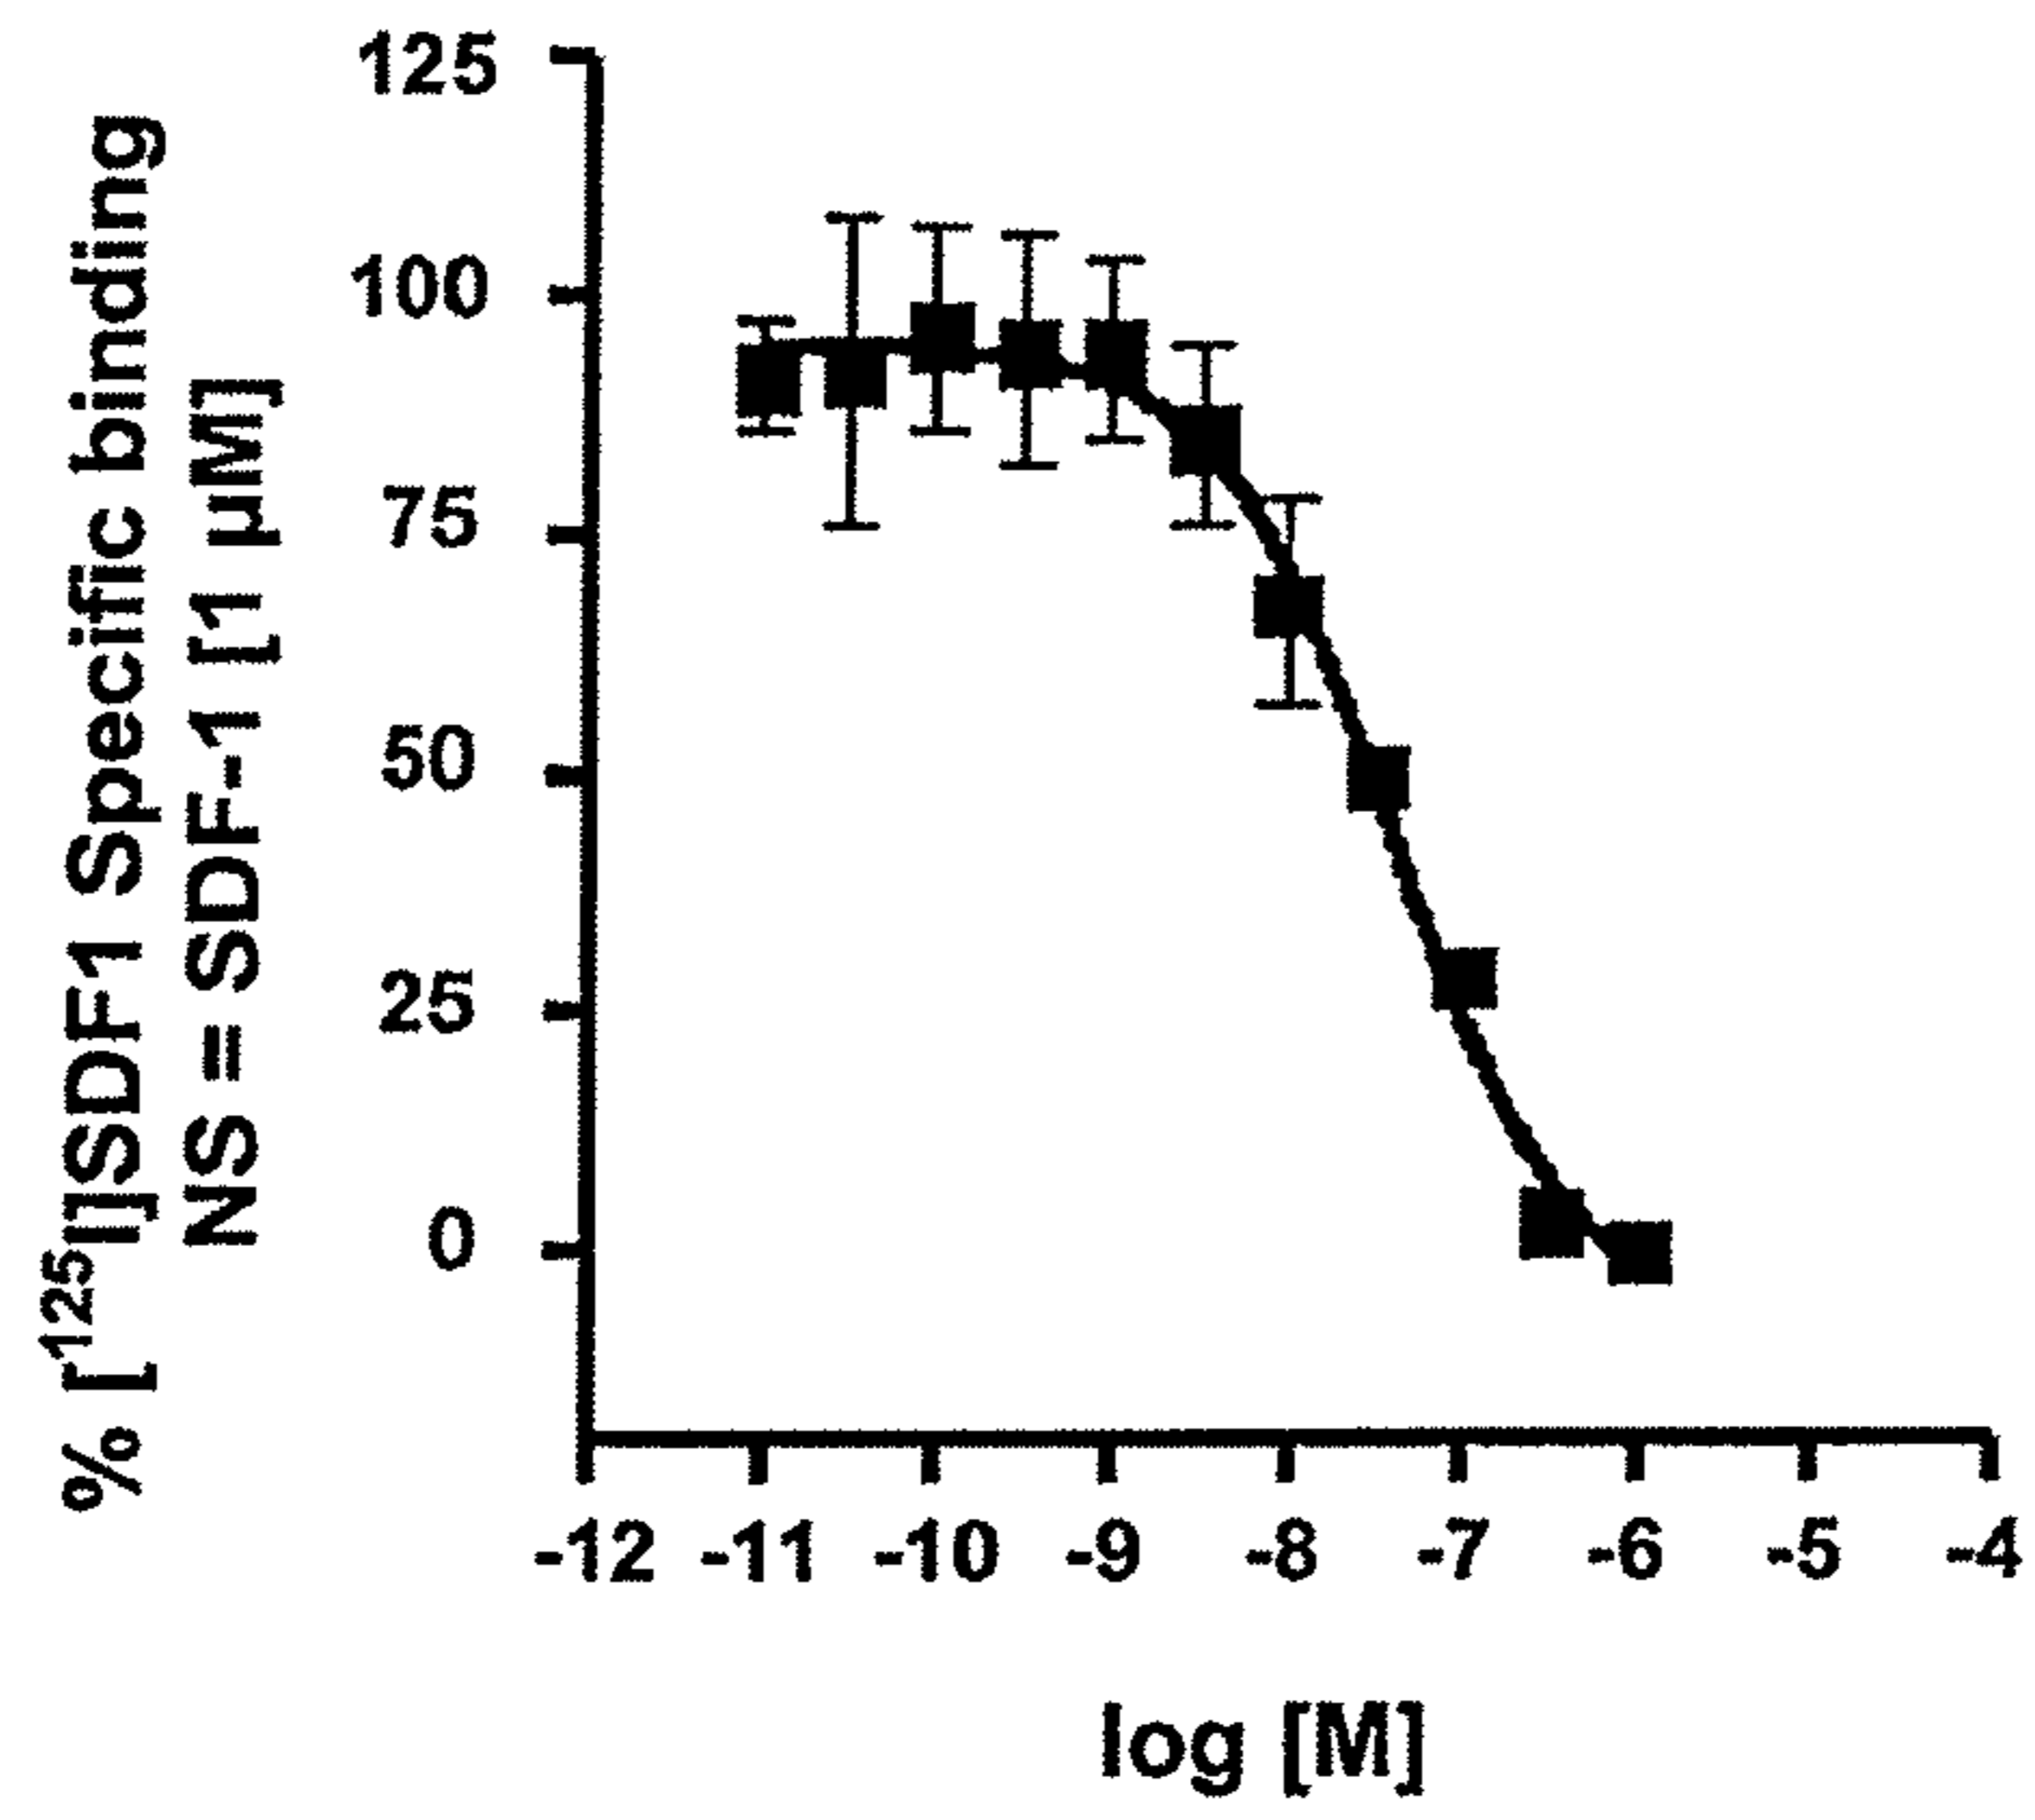 % [¹²⁵I]SDF1 Specific binding
NS = SDF-1 [1 µM]
125
100
75
50
25
0
-12 -11 -10 -9 -8 -7 -6 -5 -4
log [M]